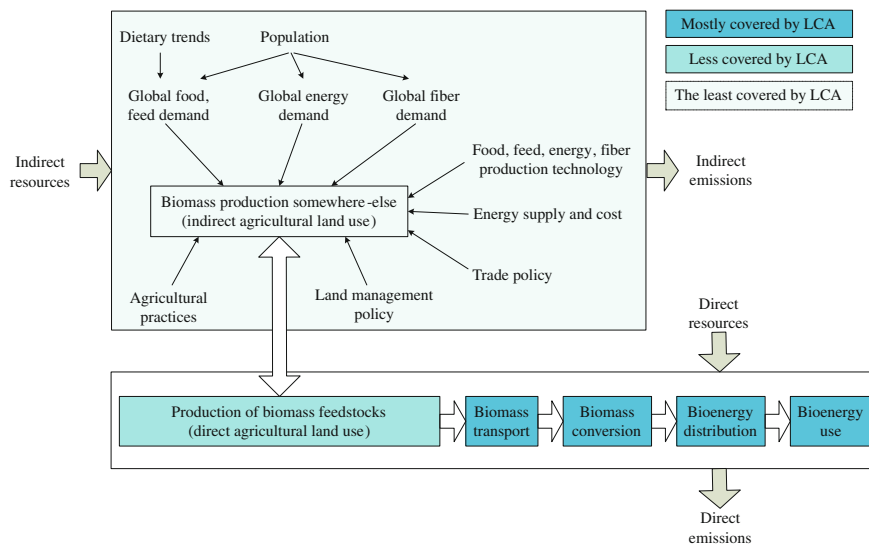 Dietary trends
Population
Global food,
feed demand
Global energy
demand
Global fiber
demand
Indirect
resources
Food, feed, energy, fiber
production technology
Biomass production somewhere-else
(indirect agricultural land use)
Energy supply and cost
Trade policy
Agricultural
practices
Land management
policy
Indirect
emissions
Mostly covered by LCA
Less covered by LCA
The least covered by LCA
Direct
resources
Production of biomass feedstocks
(direct agricultural land use)
Biomass
transport
Biomass
conversion
Bioenergy
distribution
Bioenergy
use
Direct
emissions